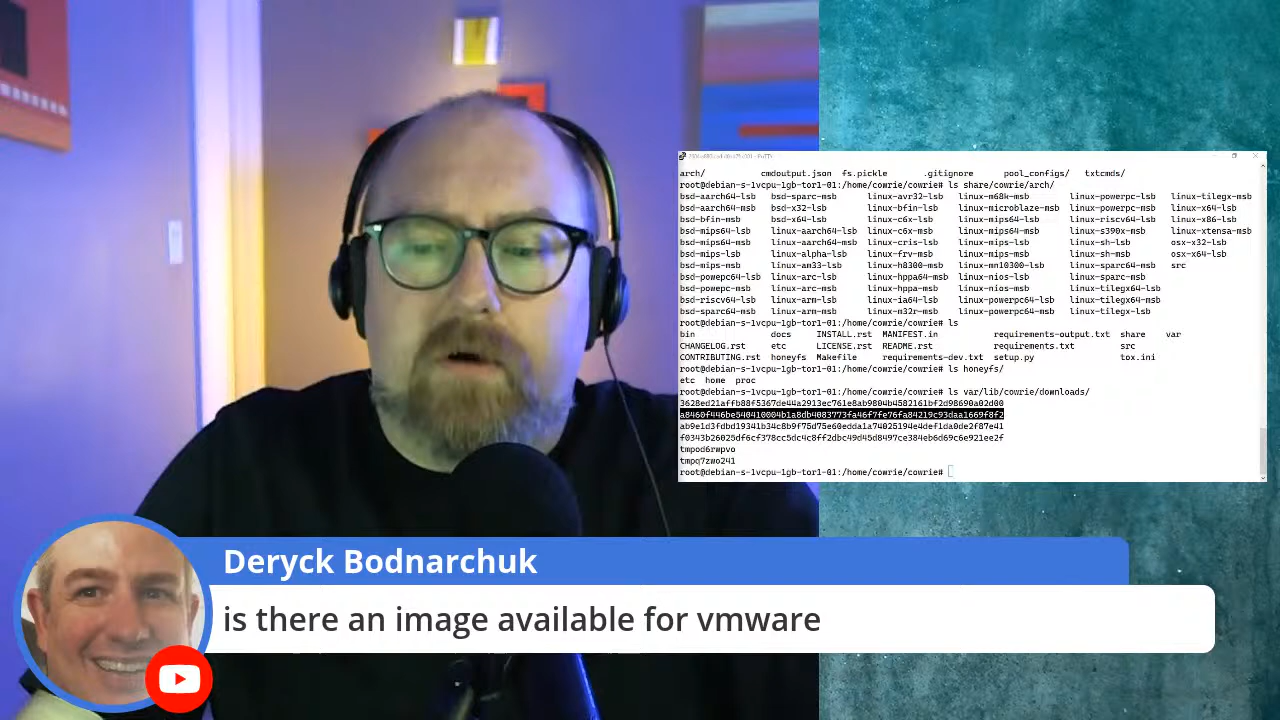 arch/ cmdoutput.json fs.pickle .gitignore pool_configs/ txtcmds/
root@debian-s-1vcpu-1gb-tor1-01:/home/cowrie/cowrie# ls share/cowrie/arch/
bsd-aarch64-lsb bsd-sparc-msb linux-avr32-lsb linux-m68k-msb linux-powerpc-lsb linux-tilegx-msb
bsd-aarch64-msb bsd-x32-lsb linux-bfin-lsb linux-microblaze-msb linux-powerpc-msb linux-x64-lsb
bsd-bfin-msb bsd-x64-lsb linux-c6x-lsb linux-mips64-lsb linux-riscv64-lsb linux-x86-lsb
bsd-mips64-lsb linux-aarch64-lsb linux-c6x-msb linux-mips64-msb linux-s390x-msb linux-xtensa-msb
bsd-mips64-msb linux-aarch64-msb linux-cris-lsb linux-mips-lsb linux-sh-lsb osx-x32-lsb
bsd-mips-lsb linux-alpha-lsb linux-frv-msb linux-mips-msb linux-sh-msb osx-x64-lsb
bsd-mips-msb linux-am33-lsb linux-h8300-msb linux-mn10300-lsb linux-sparc64-msb src
bsd-powepc64-lsb linux-arc-lsb linux-hppa64-msb linux-nios-lsb linux-sparc-msb
bsd-powepc-msb linux-arc-msb linux-hppa-msb linux-nios-msb linux-tilegx64-lsb
bsd-riscv64-lsb linux-arm-lsb linux-ia64-lsb linux-powerpc64-lsb linux-tilegx64-msb
bsd-sparc64-msb linux-arm-msb linux-m32r-msb linux-powerpc64-msb linux-tilegx-lsb
root@debian-s-1vcpu-1gb-tor1-01:/home/cowrie/cowrie# ls
bin docs INSTALL.rst MANIFEST.in requirements-output.txt share var
CHANGELOG.rst etc LICENSE.rst README.rst requirements.txt src
CONTRIBUTING.rst honeyfs Makefile requirements-dev.txt setup.py tox.ini
root@debian-s-1vcpu-1gb-tor1-01:/home/cowrie/cowrie# ls honeyfs/
etc home proc
root@debian-s-1vcpu-1gb-tor1-01:/home/cowrie/cowrie# ls var/lib/cowrie/downloads/
3628ed21affb88f5367de44a2913ec761e8ab9804b4582161bf2d98690a02d00
a8460f446be540410004b1a8db4083773fa46f7fe76fa84219c93daa1669f8f2
ab9e1d3fdbd19341b34c8b9f75d75e60edda1a74025194e4def1da0de2f87e41
f0343b26025df6cf378cc5dc4c8ff2dbc49d45d8497ce384eb6d69c6e921ee2f
tmpod6rwpvo
tmpq7zwo241
root@debian-s-1vcpu-1gb-tor1-01:/home/cowrie/cowrie#
Deryck Bodnarchuk
is there an image available for vmware